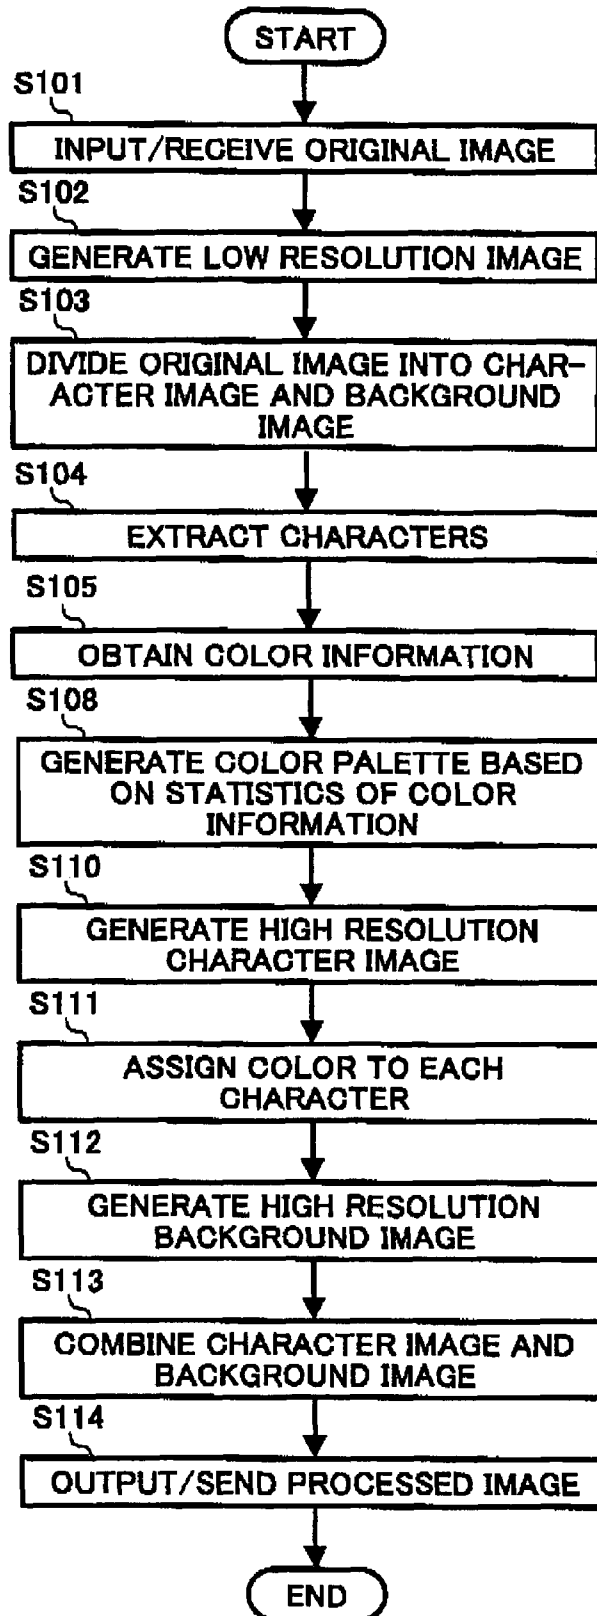 START
S101
INPUT/RECEIVE ORIGINAL IMAGE
S102
GENERATE LOW RESOLUTION IMAGE
S103
DIVIDE ORIGINAL IMAGE INTO CHAR-
ACTER IMAGE AND BACKGROUND
IMAGE
S104
EXTRACT CHARACTERS
S105
OBTAIN COLOR INFORMATION
S108
GENERATE COLOR PALETTE BASED
ON STATISTICS OF COLOR
INFORMATION
S110
GENERATE HIGH RESOLUTION
CHARACTER IMAGE
S111
ASSIGN COLOR TO EACH
CHARACTER
S112
GENERATE HIGH RESOLUTION
BACKGROUND IMAGE
S113
COMBINE CHARACTER IMAGE AND
BACKGROUND IMAGE
S114
OUTPUT/SEND PROCESSED IMAGE
END